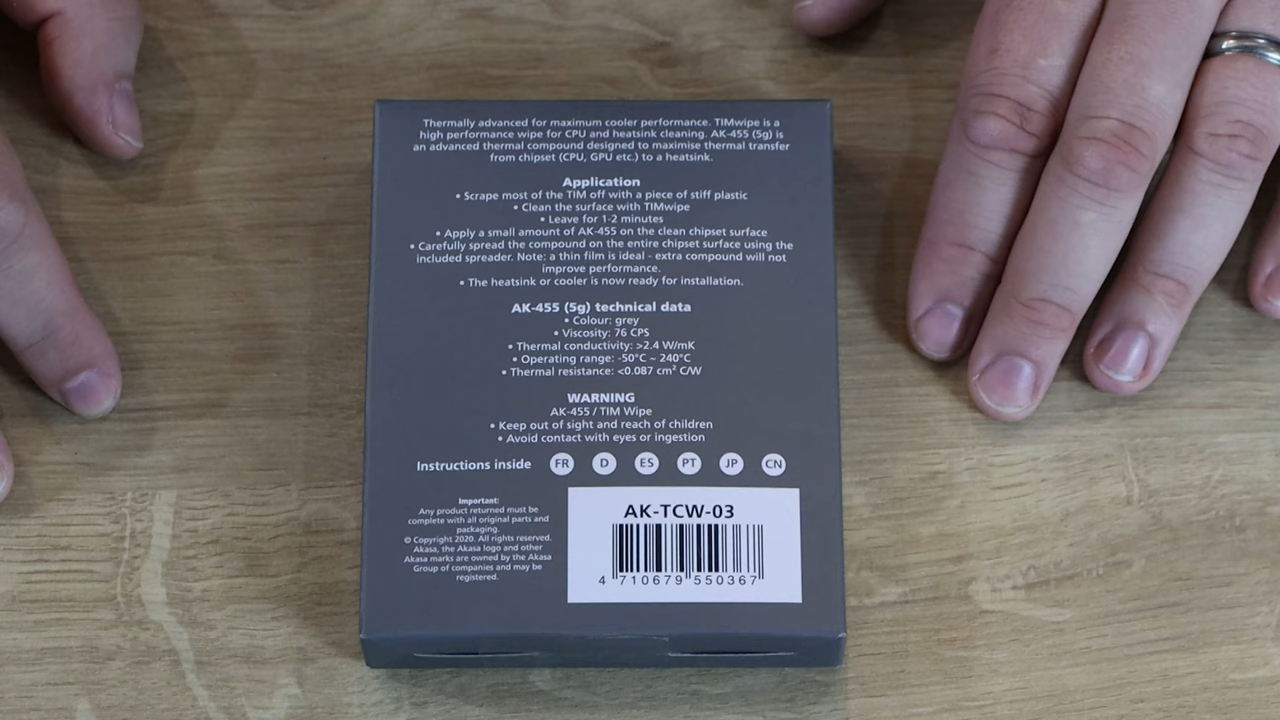 Thermally advanced for maximum cooler performance. TIMwipe is a
high performance wipe for CPU and heatsink cleaning. AK-455 (5g) is
an advanced thermal compound designed to maximise thermal transfer
from chipset (CPU, GPU etc.) to a heatsink.
Application
• Scrape most of the TIM off with a piece of stiff plastic
• Clean the surface with TIMwipe
• Leave for 1-2 minutes
• Apply a small amount of AK-455 on the clean chipset surface
• Carefully spread the compound on the entire chipset surface using the
included spreader. Note: a thin film is ideal - extra compound will not
improve performance.
• The heatsink or cooler is now ready for installation.
AK-455 (5g) technical data
• Colour: grey
• Viscosity: 76 CPS
• Thermal conductivity: >2.4 W/mK
• Operating range: -50°C ~ 240°C
• Thermal resistance: <0.087 cm² C/W
WARNING
AK-455 / TIM Wipe
• Keep out of sight and reach of children
• Avoid contact with eyes or ingestion
Instructions inside FR D ES PT JP CN
Important:
Any product returned must be
complete with all original parts and
packaging.
© Copyright 2020. All rights reserved.
Akasa, the Akasa logo and other
Akasa marks are owned by the Akasa
Group of companies and may be
registered.
AK-TCW-03
4 710679 550367